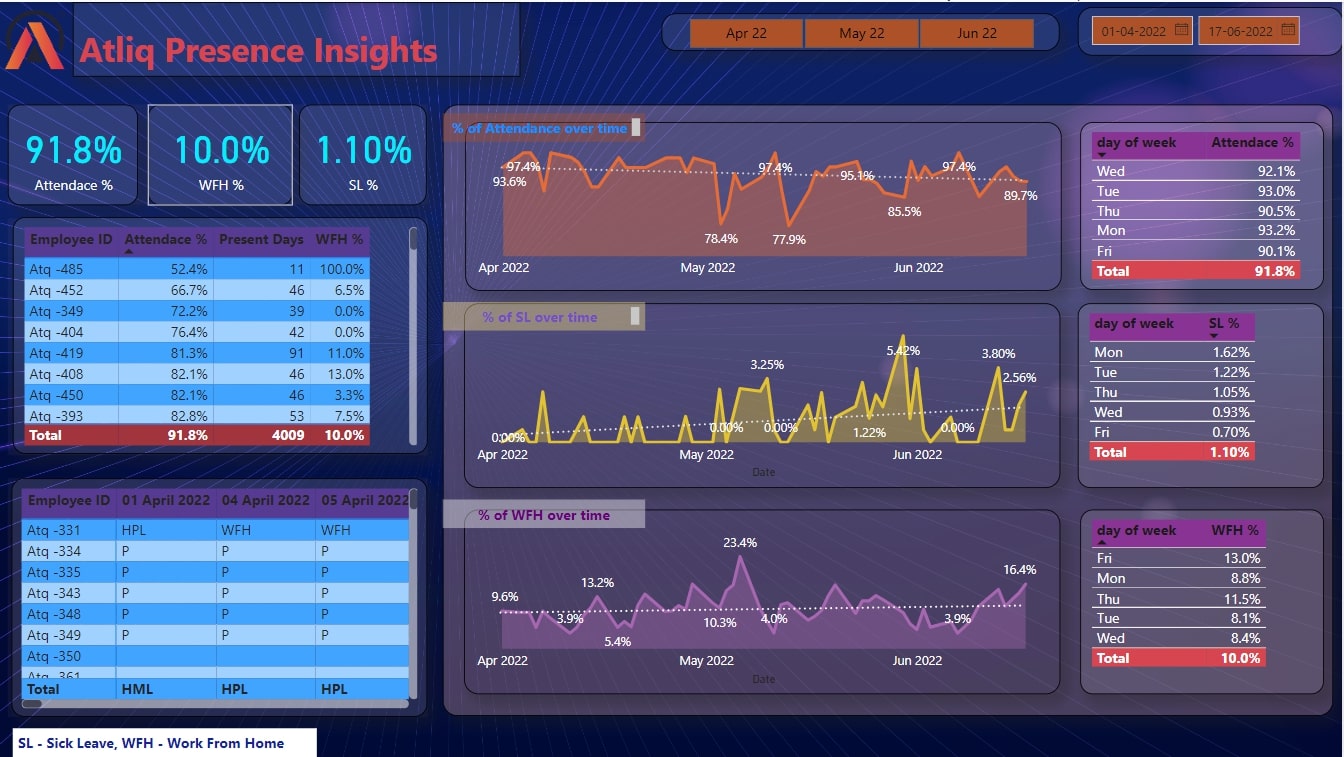 Atliq Presence Insights
Apr 22 May 22 Jun 22
01-04-2022 17-06-2022
91.8%
Attendace %
10.0%
WFH %
1.10%
SL %
Employee ID Attendace % Present Days WFH %
Atq -485 52.4% 11 100.0%
Atq -452 66.7% 46 6.5%
Atq -349 72.2% 39 0.0%
Atq -404 76.4% 42 0.0%
Atq -419 81.3% 91 11.0%
Atq -408 82.1% 46 13.0%
Atq -450 82.1% 46 3.3%
Atq -393 82.8% 53 7.5%
Total 91.8% 4009 10.0%
Employee ID 01 April 2022 04 April 2022 05 April 2022
Atq -331 HPL WFH WFH
Atq -334 P P P
Atq -335 P P P
Atq -343 P P P
Atq -348 P P P
Atq -349 P P P
Atq -350
Atq -361
Total HML HPL HPL
SL - Sick Leave, WFH - Work From Home
% of Attendance over time
97.4% 97.4% 97.4%
93.6% 95.1% 89.7%
85.5%
78.4% 77.9%
Apr 2022 May 2022 Jun 2022
% of SL over time
5.42% 3.80%
3.25% 2.56%
0.00% 0.00% 0.00% 1.22% 0.00%
Apr 2022 May 2022 Jun 2022
Date
% of WFH over time
23.4%
16.4%
13.2%
9.6%
3.9% 10.3% 4.0% 3.9%
5.4%
Apr 2022 May 2022 Jun 2022
Date
day of week Attendace %
Wed 92.1%
Tue 93.0%
Thu 90.5%
Mon 93.2%
Fri 90.1%
Total 91.8%
day of week SL %
Mon 1.62%
Tue 1.22%
Thu 1.05%
Wed 0.93%
Fri 0.70%
Total 1.10%
day of week WFH %
Fri 13.0%
Mon 8.8%
Thu 11.5%
Tue 8.1%
Wed 8.4%
Total 10.0%